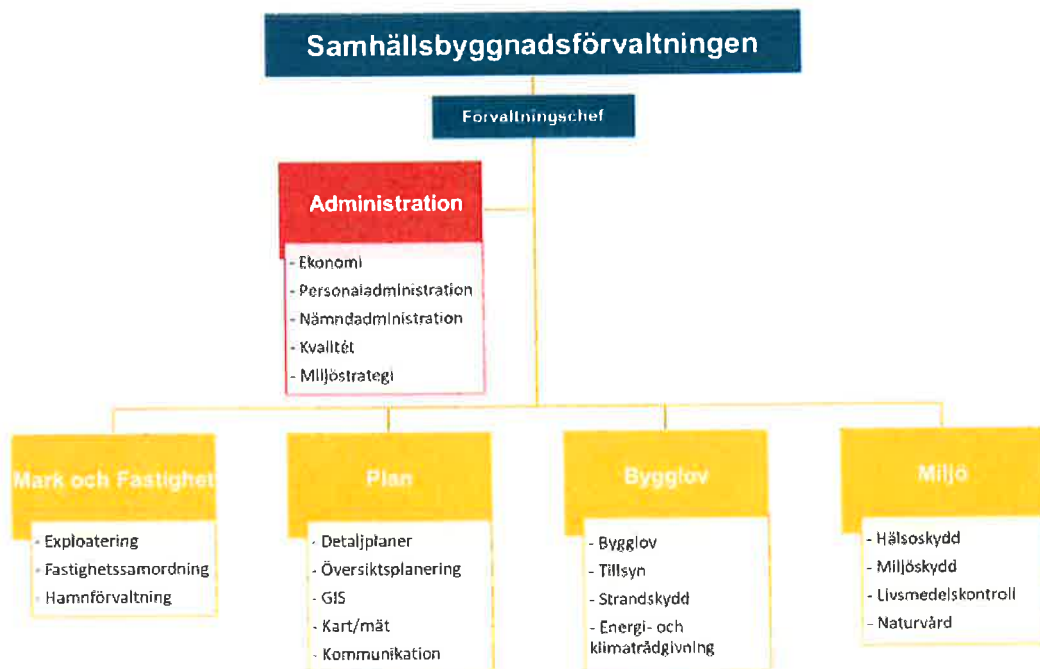 Samhällsbyggnadsförvaltningen
Förvaltningschef
Administration
- Ekonomi
- Personaladministration
- Nämndadministration
- Kvalitét
- Miljöstrategi
Mark och Fastighet
- Exploatering
- Fastighetssamordning
- Hamnförvaltning
Plan
- Detaljplaner
- Översiktsplanering
- GIS
- Kart/mät
- Kommunikation
Bygglov
- Bygglov
- Tillsyn
- Strandskydd
- Energi- och
klimatrådgivning
Miljö
- Hälsoskydd
- Miljöskydd
- Livsmedelskontroll
- Naturvård